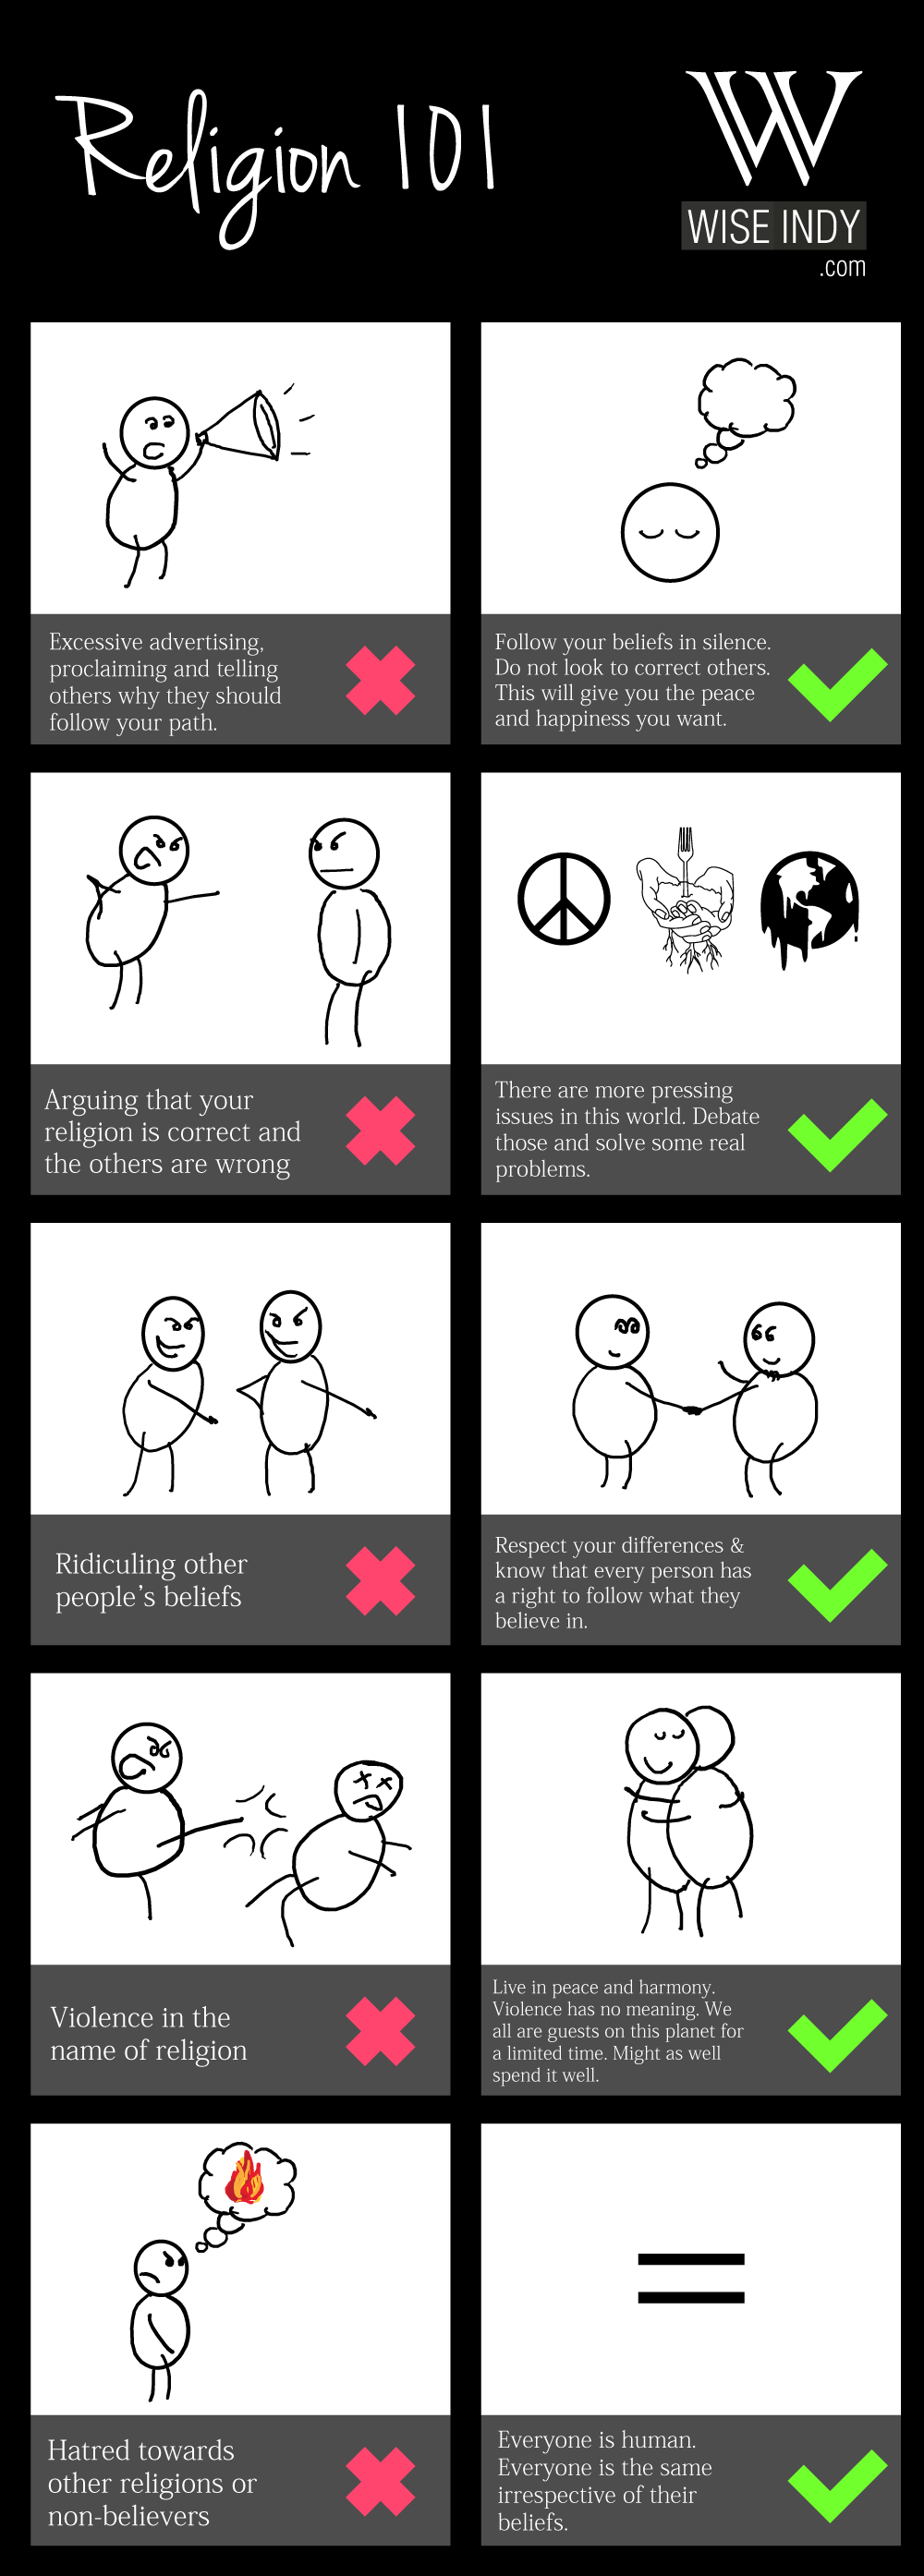 Religion 101
W
WISE INDY
.com
Excessive advertising,
proclaiming and telling
others why they should
follow your path.
Follow your beliefs in silence.
Do not look to correct others.
This will give you the peace
and happiness you want.
Arguing that your
religion is correct and
the others are wrong
There are more pressing
issues in this world. Debate
those and solve some real
problems.
Ridiculing other
people’s beliefs
Respect your differences &
know that every person has
a right to follow what they
believe in.
Violence in the
name of religion
Live in peace and harmony.
Violence has no meaning. We
all are guests on this planet for
a limited time. Might as well
spend it well.
Hatred towards
other religions or
non-believers
Everyone is human.
Everyone is the same
irrespective of their
beliefs.